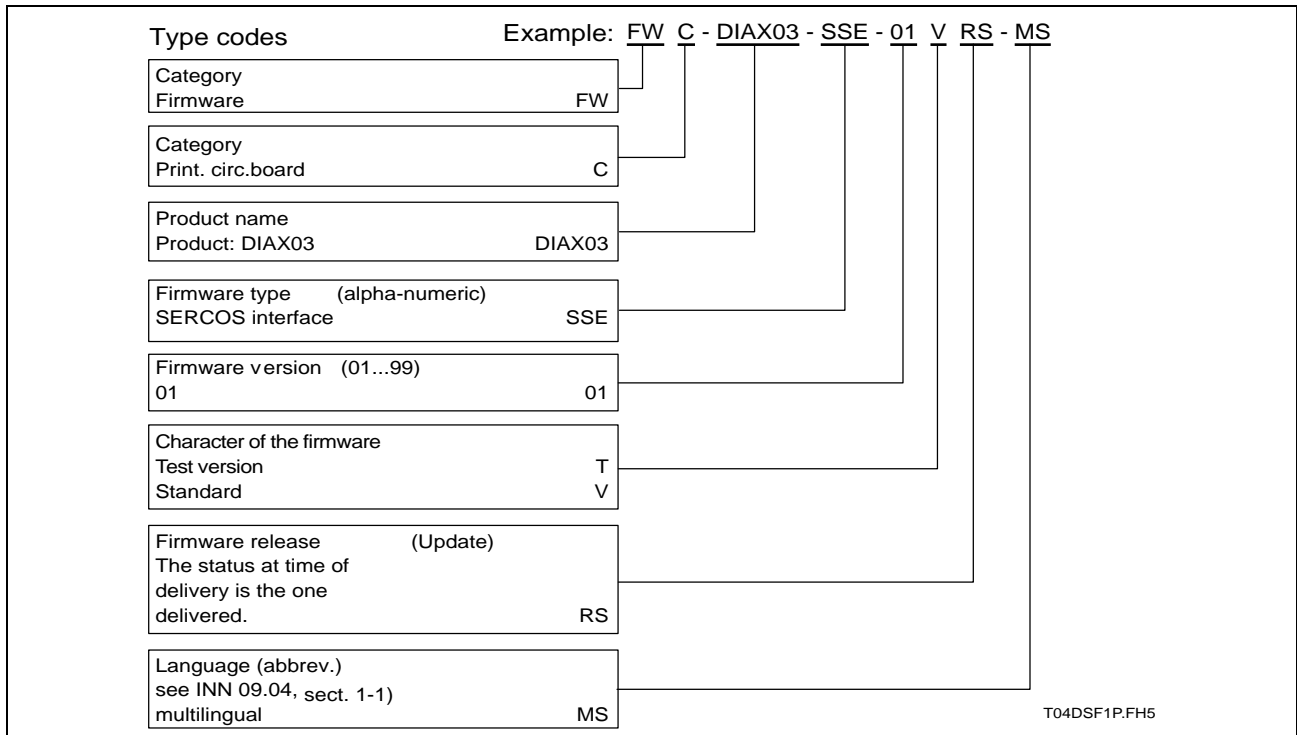 Type codes Example: FW C - DIAX03 - SSE - 01 V RS - MS
Category
Firmware FW
Category
Print. circ.board C
Product name
Product: DIAX03 DIAX03
Firmware type (alpha-numeric)
SERCOS interface SSE
Firmware version (01...99)
01 01
Character of the firmware
Test version T
Standard V
Firmware release (Update)
The status at time of
delivery is the one
delivered. RS
Language (abbrev.)
see INN 09.04, sect. 1-1)
multilingual MS
T04DSF1P.FH5